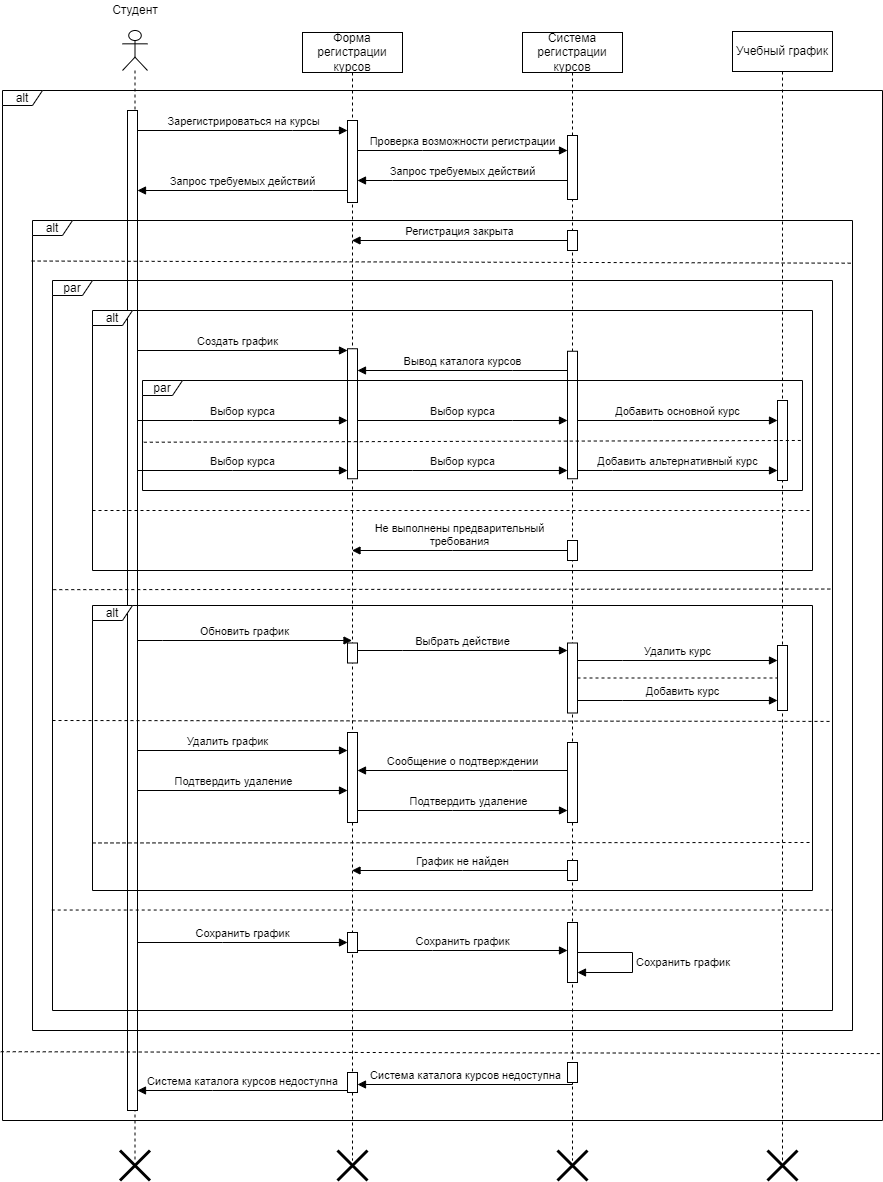 Студент
Форма
регистрации
курсов
Система
регистрации
курсов
Учебный график
alt
Зарегистрироваться на курсы
Проверка возможности регистрации
Запрос требуемых действий
Запрос требуемых действий
alt
Регистрация закрыта
par
alt
Создать график
Вывод каталога курсов
par
Выбор курса
Выбор курса
Добавить основной курс
Выбор курса
Выбор курса
Добавить альтернативный курс
Не выполнены предварительный
требования
alt
Обновить график
Выбрать действие
Удалить курс
Добавить курс
Удалить график
Сообщение о подтверждении
Подтвердить удаление
Подтвердить удаление
График не найден
Сохранить график
Сохранить график
Сохранить график
Система каталога курсов недоступна
Система каталога курсов недоступна